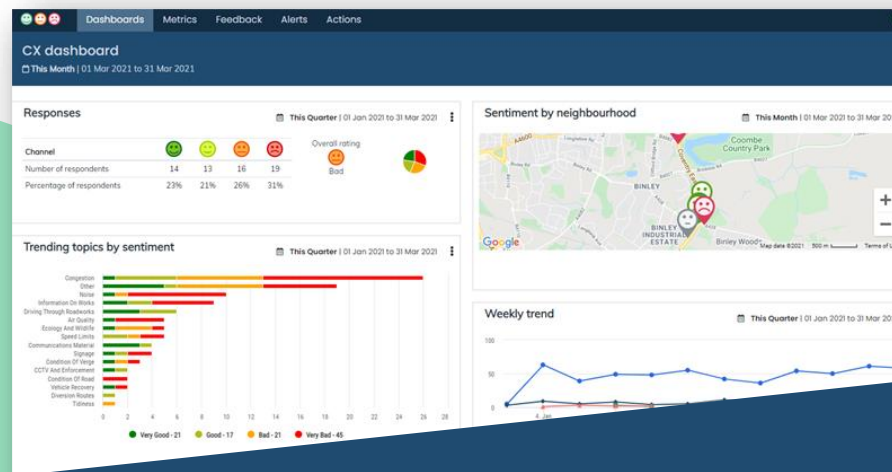 Dashboards Metrics Feedback Alerts Actions
CX dashboard
This Month | 01 Mar 2021 to 31 Mar 2021
Responses
This Quarter | 01 Jan 2021 to 31 Mar 2021
Channel
Number of respondents 14 13 16 19
Percentage of respondents 23% 21% 26% 31%
Overall rating
Bad
Sentiment by neighbourhood
This Month | 01 Mar 2021 to 31 Mar 20
Coombe
Country Park
BINLEY
BINLEY
INDUSTRIAL
ESTATE
Binley Woods
A4600
Google
Map data ©2021 500 m Terms of U
Trending topics by sentiment
This Quarter | 01 Jan 2021 to 31 Mar 2021
Congestion
Other
Noise
Information On Works
Driving Through Roadworks
Air Quality
Ecology And Wildlife
Speed Limits
Communications Material
Signage
Condition Of Verge
CCTV And Enforcement
Condition Of Road
Vehicle Recovery
Diversion Routes
Tidiness
0 2 4 6 8 10 12 14 16 18 20 22 24 26 28
Very Good - 21 Good - 17 Bad - 21 Very Bad - 45
Weekly trend
This Quarter | 01 Jan 2021 to 31 Mar 20
100
50
0
4. Jan